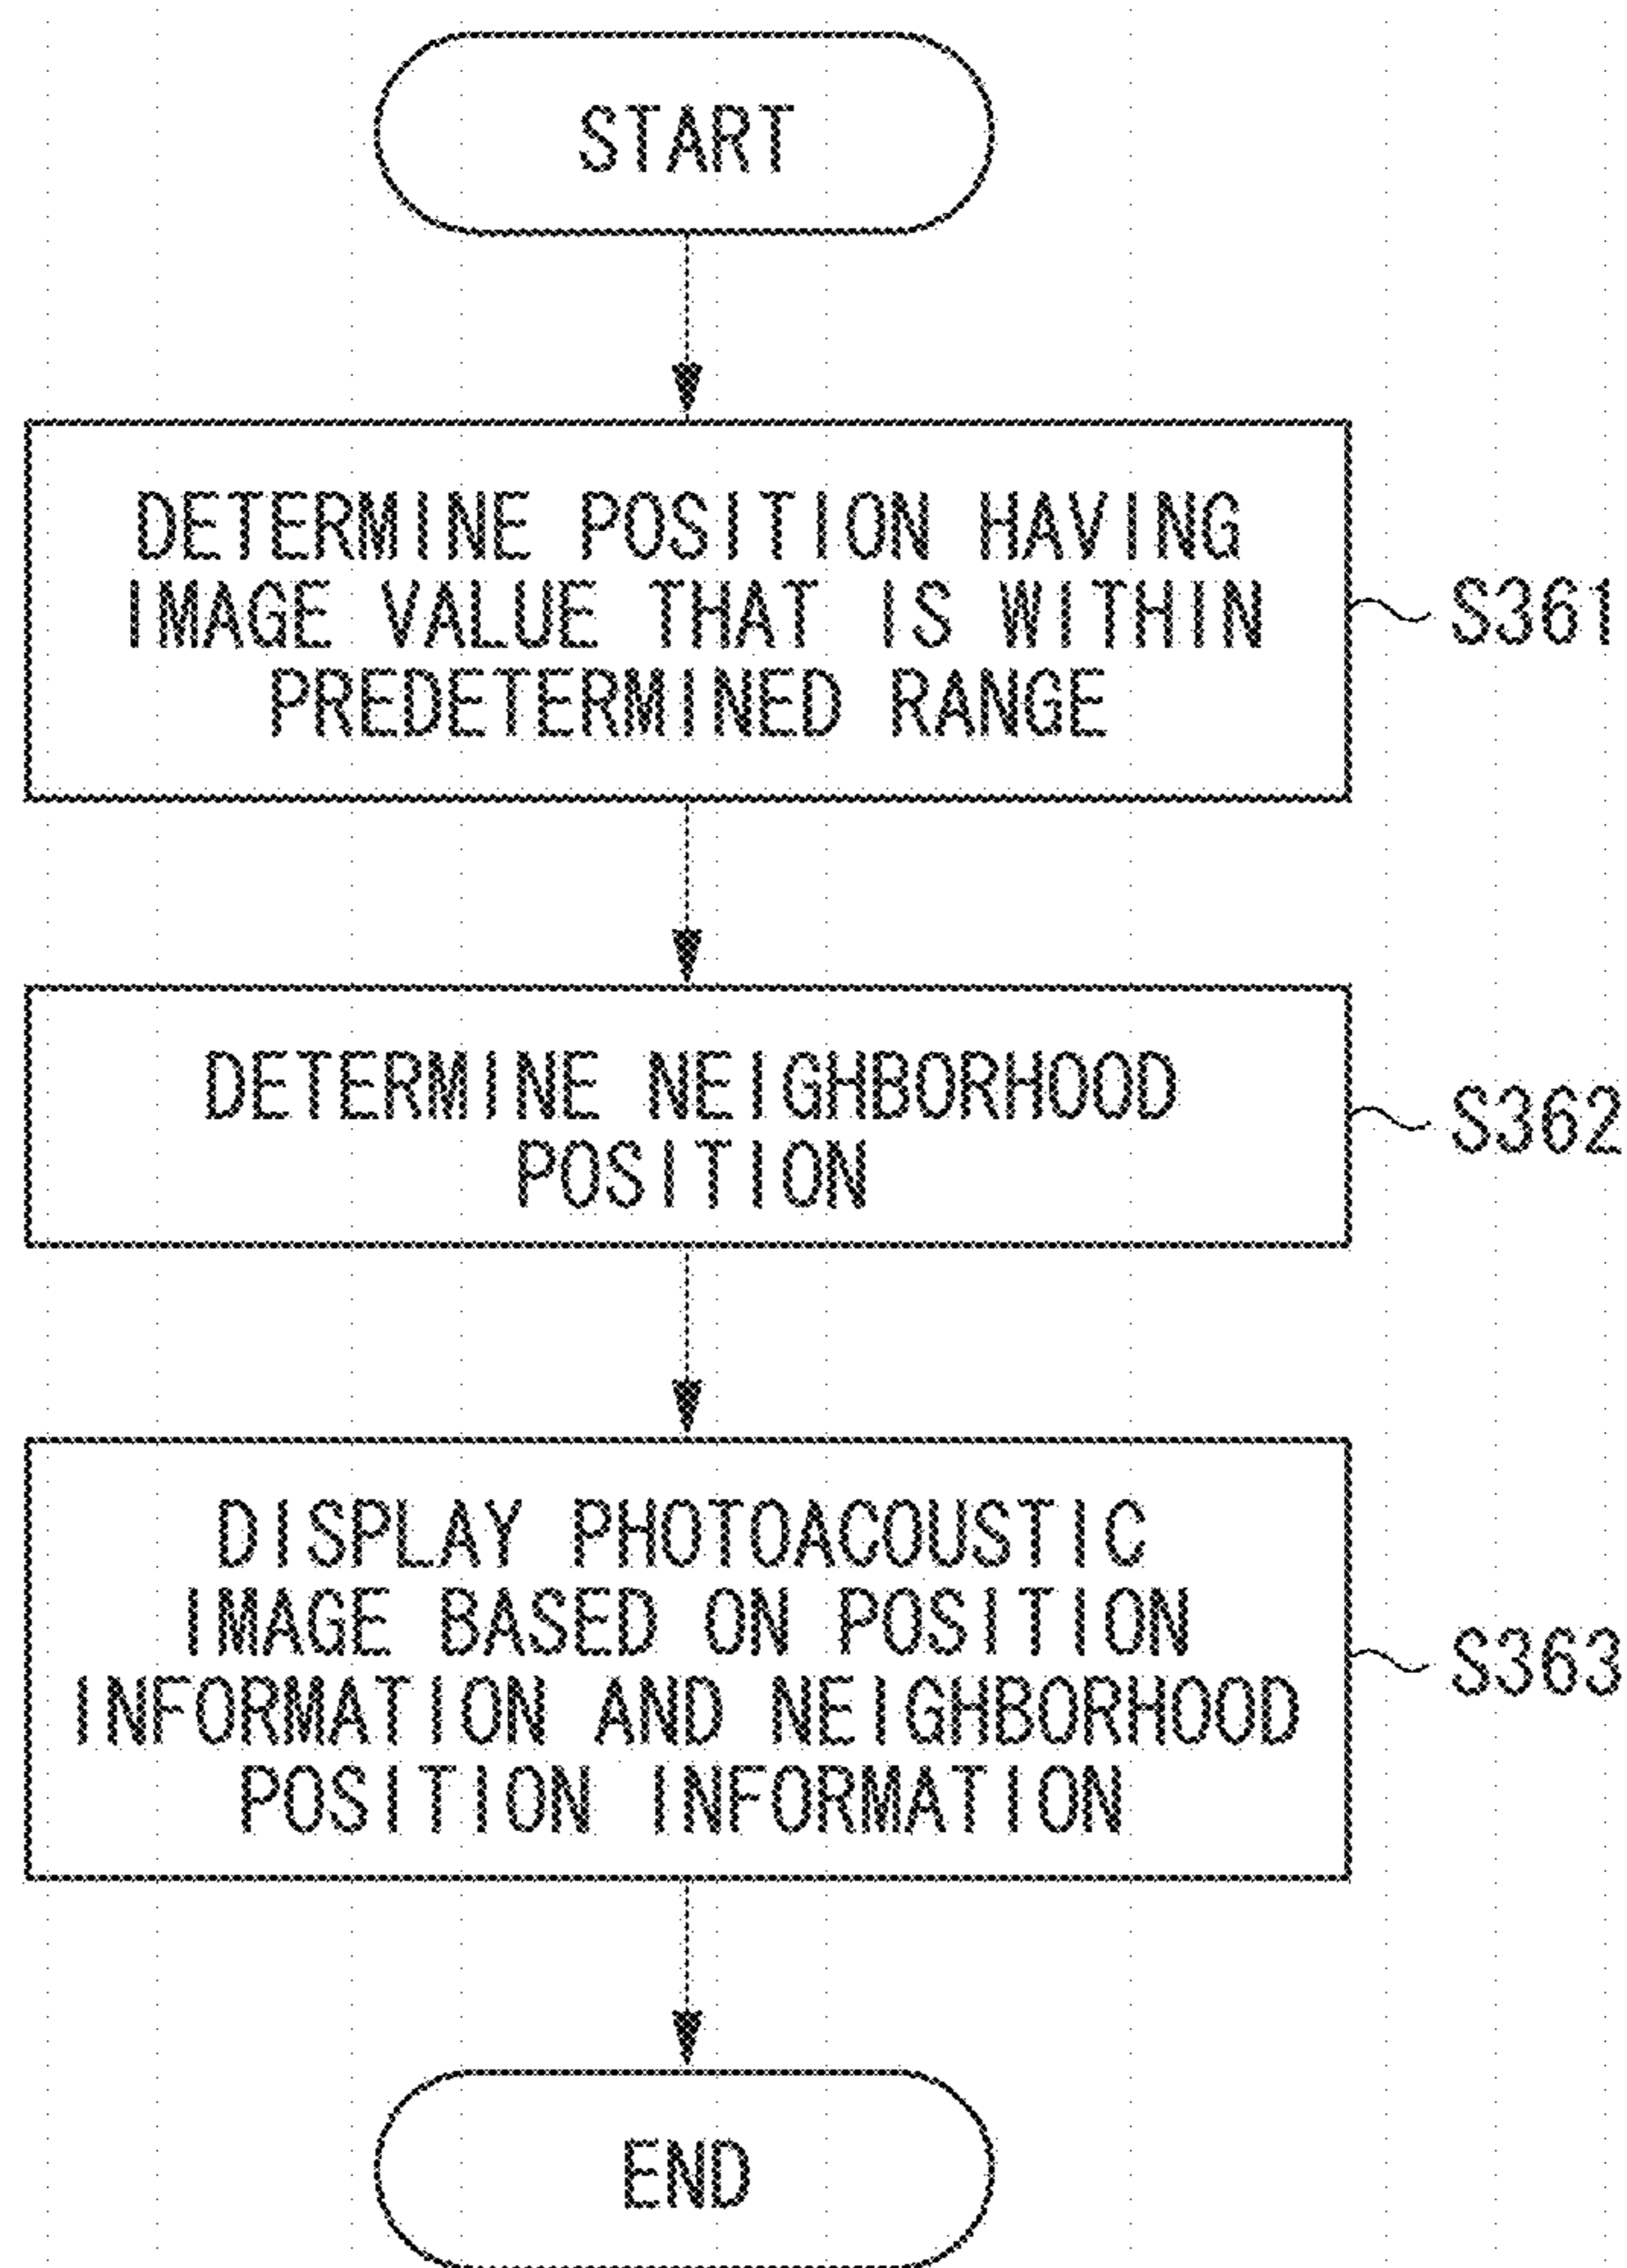 START
DETERMINE POSITION HAVING
IMAGE VALUE THAT IS WITHIN
PREDETERMINED RANGE
S361
DETERMINE NEIGHBORHOOD
POSITION
S362
DISPLAY PHOTOACOUSTIC
IMAGE BASED ON POSITION
INFORMATION AND NEIGHBORHOOD
POSITION INFORMATION
S363
END